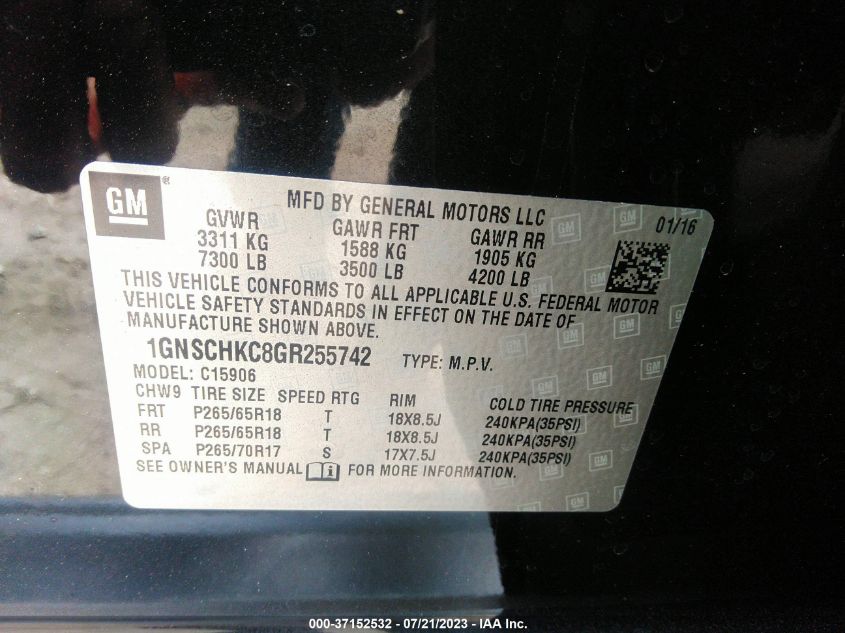 GM
MFD BY GENERAL MOTORS LLC
01/16
GVWR GAWR FRT GAWR RR
3311 KG 1588 KG 1905 KG
7300 LB 3500 LB 4200 LB
THIS VEHICLE CONFORMS TO ALL APPLICABLE U.S. FEDERAL MOTOR
VEHICLE SAFETY STANDARDS IN EFFECT ON THE DATE OF
MANUFACTURE SHOWN ABOVE.
1GNSCHKC8GR255742 TYPE: M.P.V.
MODEL: C15906
CHW9 TIRE SIZE SPEED RTG RIM COLD TIRE PRESSURE
FRT P265/65R18 T 18X8.5J 240KPA(35PSI)
RR P265/65R18 T 18X8.5J 240KPA(35PSI)
SPA P265/70R17 S 17X7.5J 240KPA(35PSI)
SEE OWNER'S MANUAL FOR MORE INFORMATION.
000-37152532 / 07/21/2023 - IAA Inc.